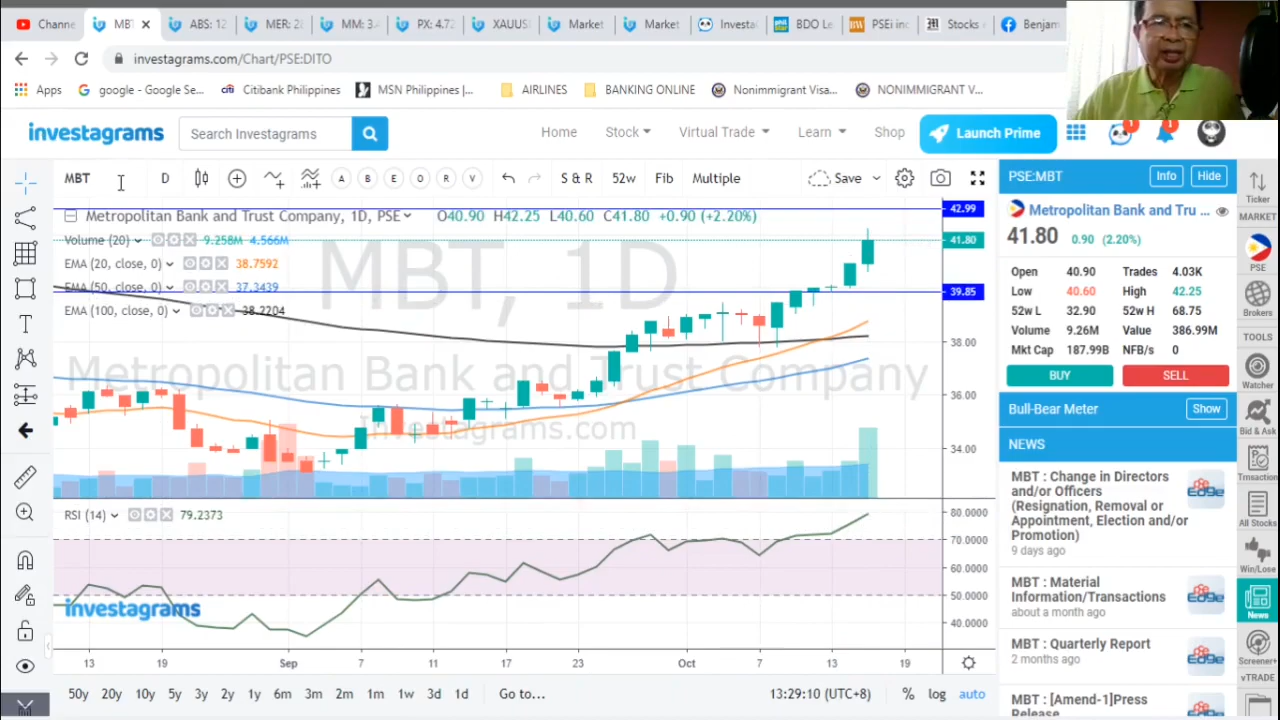 Channe MBT ABS: 12 MER: 28 MM: 3.4 PX: 4.72 XAUUS Market Market Investa BDO Le PSEi inc Stocks Benjam
investagrams.com/Chart/PSE:DITO
Apps google - Google Se... Citibank Philippines MSN Philippines |... AIRLINES BANKING ONLINE Nonimmigrant Visa... NONIMMIGRANT V...
investagrams Search Investagrams Home Stock Virtual Trade Learn Shop Launch Prime 1 1
MBT D A B E O R V S & R 52w Fib Multiple Save
Metropolitan Bank and Trust Company, 1D, PSE O40.90 H42.25 L40.60 C41.80 +0.90 (+2.20%)
Volume (20) 9.258M 4.566M
EMA (20, close, 0) 38.7592
EMA (50, close, 0) 37.3439
EMA (100, close, 0) 38.2204
MBT, 1D
Metropolitan Bank and Trust Company
Investagrams.com
42.99
41.80
39.85
38.00
36.00
34.00
RSI (14) 79.2373
80.0000
70.0000
60.0000
50.0000
40.0000
investagrams
13 19 Sep 7 11 17 23 Oct 7 13 19
50y 20y 10y 5y 3y 2y 1y 6m 3m 2m 1m 1w 3d 1d Go to... 13:29:10 (UTC+8) % log auto
PSE:MBT Info Hide
Metropolitan Bank and Tru ...
41.80 0.90 (2.20%)
Open 40.90 Trades 4.03K
Low 40.60 High 42.25
52w L 32.90 52w H 68.75
Volume 9.26M Value 386.99M
Mkt Cap 187.99B NFB/S 0
BUY SELL
Bull-Bear Meter Show
NEWS
MBT : Change in Directors
and/or Officers
(Resignation, Removal or
Appointment, Election and/or
Promotion)
9 days ago
MBT : Material
Information/Transactions
about a month ago
MBT : Quarterly Report
2 months ago
MBT : [Amend-1]Press
Release
Edge
Edge
Edge
Ticker
MARKET
PSE
Brokers
TOOLS
Watcher
Bid & Ask
Trnsaction
All Stocks
Win/Lose
News
Screener+
vTRADE